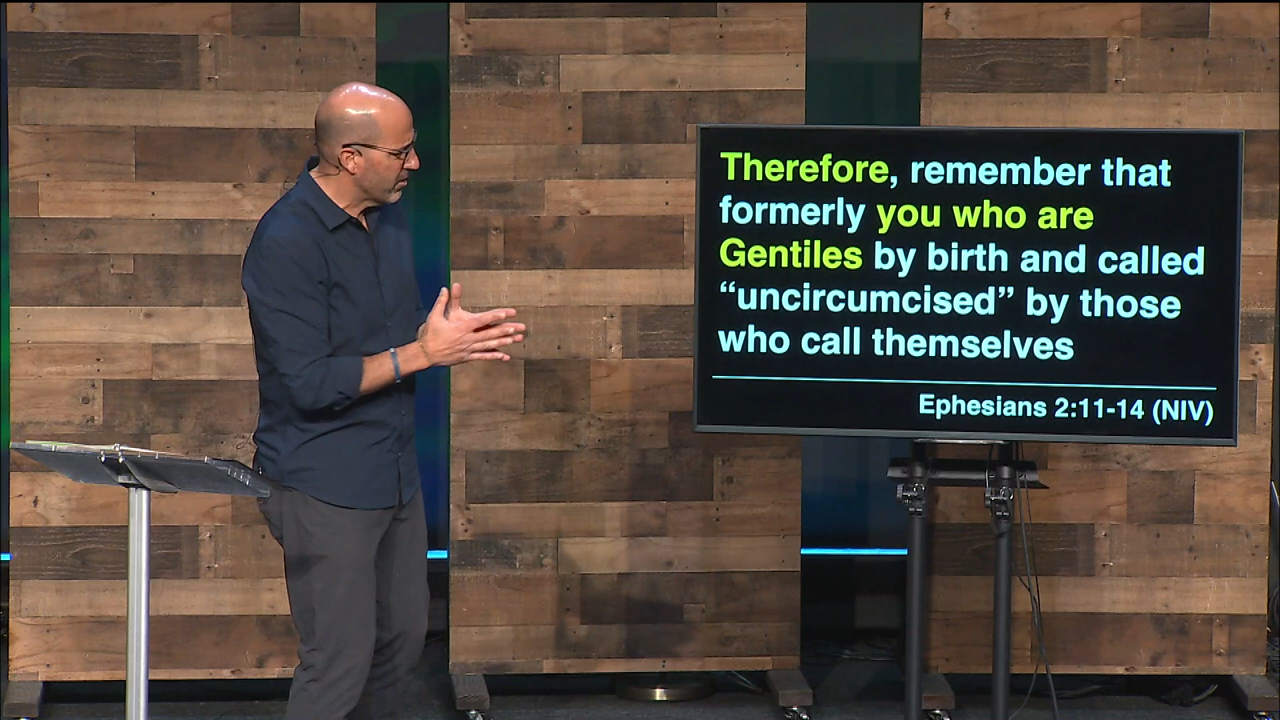 Therefore, remember that
formerly you who are
Gentiles by birth and called
“uncircumcised” by those
who call themselves
Ephesians 2:11-14 (NIV)